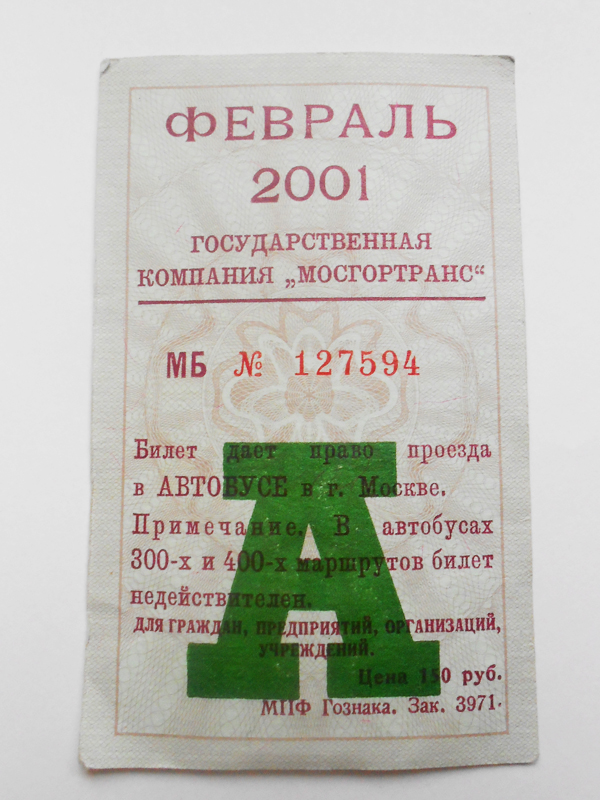 ФЕВРАЛЬ
2001
ГОСУДАРСТВЕННАЯ
КОМПАНИЯ „МОСГОРТРАНС“
МБ № 127594
Билет дает право проезда
в АВТОБУСЕ в г. Москве.
Примечание. В автобусах
300-х и 400-х маршрутов билет
недействителен.
ДЛЯ ГРАЖДАН, ПРЕДПРИЯТИЙ, ОРГАНИЗАЦИЙ,
УЧРЕЖДЕНИЙ.
А
Цена 150 руб.
МПФ Гознака. Зак. 3971.